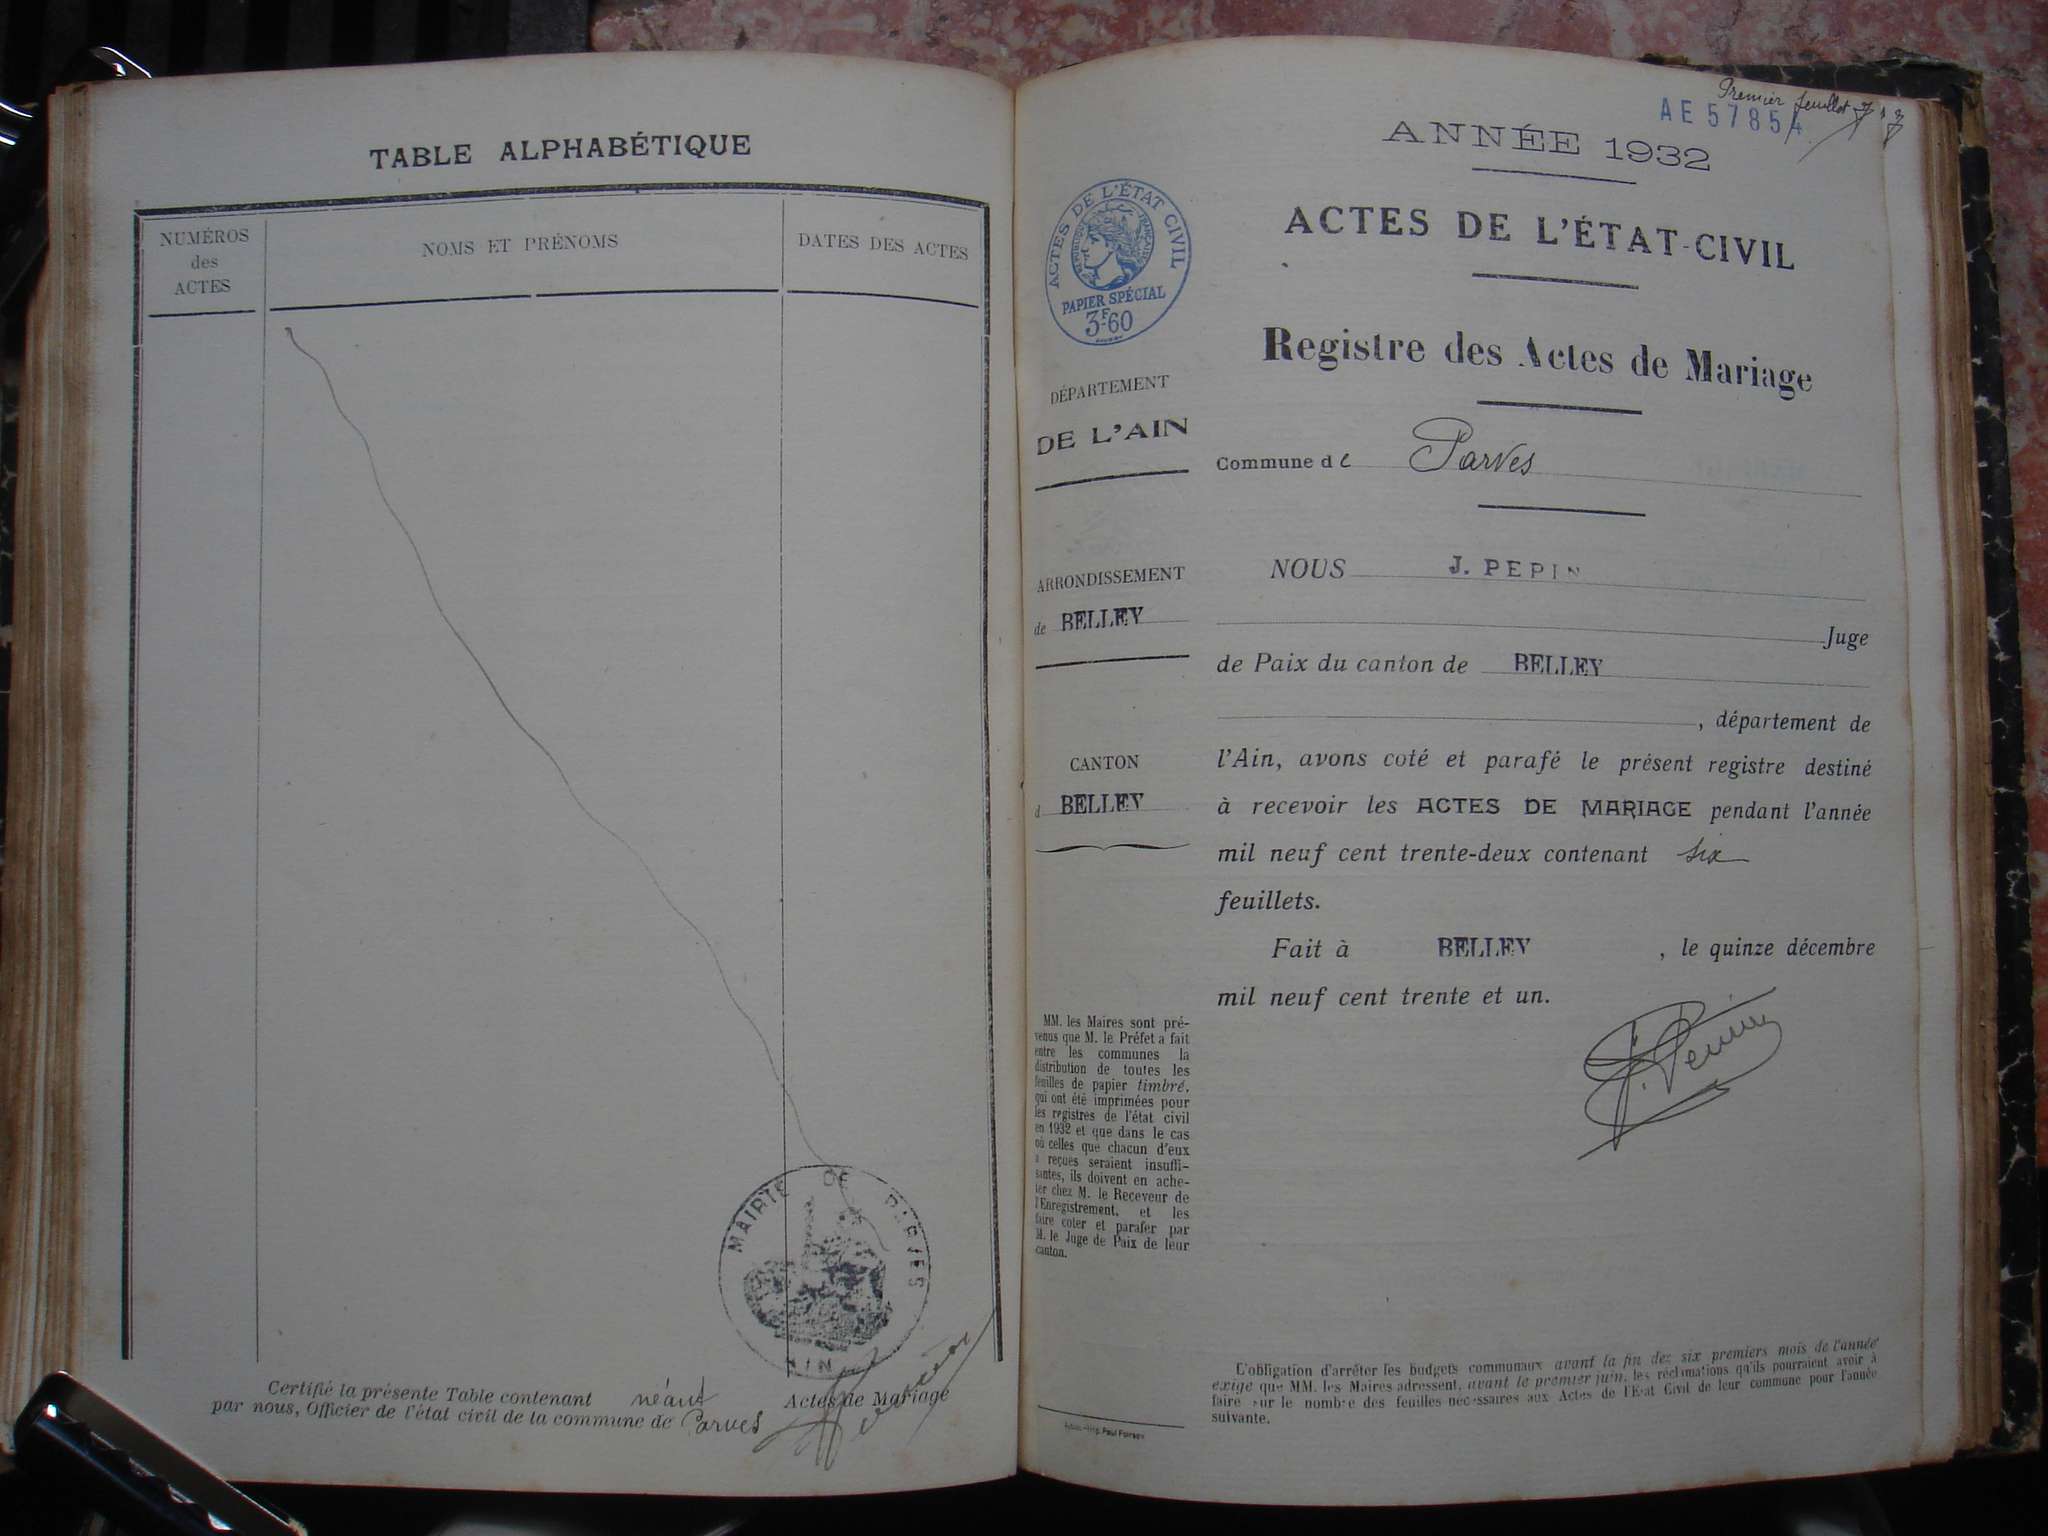 TABLE ALPHABÉTIQUE
NUMÉROS
des
ACTES
NOMS ET PRÉNOMS
DATES DES ACTES
MAIRIE DE PARVES
AIN
Certifié la présente Table contenant néant Actes de Mariage
par nous, Officier de l'état civil de la commune de Parves
Premier feuillet
AE 57854
ANNÉE 1932
ACTES DE L'ÉTAT-CIVIL
Registre des Actes de Mariage
ACTES DE L'ÉTAT CIVIL
RÉPUBLIQUE FRANÇAISE
PAPIER SPÉCIAL
3F60
DÉPARTEMENT
DE L'AIN
ARRONDISSEMENT
de BELLEY
CANTON
d BELLEY
MM. les Maires sont pré-
venus que M. le Préfet a fait
entre les communes la
distribution de toutes les
feuilles de papier timbré,
qui ont été imprimées pour
les registres de l'état civil
en 1932 et que dans le cas
où celles que chacun d'eux
a reçues seraient insuffi-
santes, ils doivent en ache-
ter chez M. le Receveur de
l'Enregistrement, et les
faire coter et parafer par
M. le Juge de Paix de leur
canton.
Imp. Paul
Commune de Parves
NOUS J. PEPIN
Juge
de Paix du canton de BELLEY
, département de
l'Ain, avons coté et parafé le présent registre destiné
à recevoir les ACTES DE MARIAGE pendant l'année
mil neuf cent trente-deux contenant six
feuillets.
Fait à BELLEY , le quinze décembre
mil neuf cent trente et un.
J. Pepin
L'obligation d'arrêter les budgets communaux avant la fin des six premiers mois de l'année
exige que MM. les Maires adressent, avant le premier juin, les réclamations qu'ils pourraient avoir à
faire sur le nombre des feuilles nécessaires aux Actes de l'Etat Civil de leur commune pour l'année
suivante.